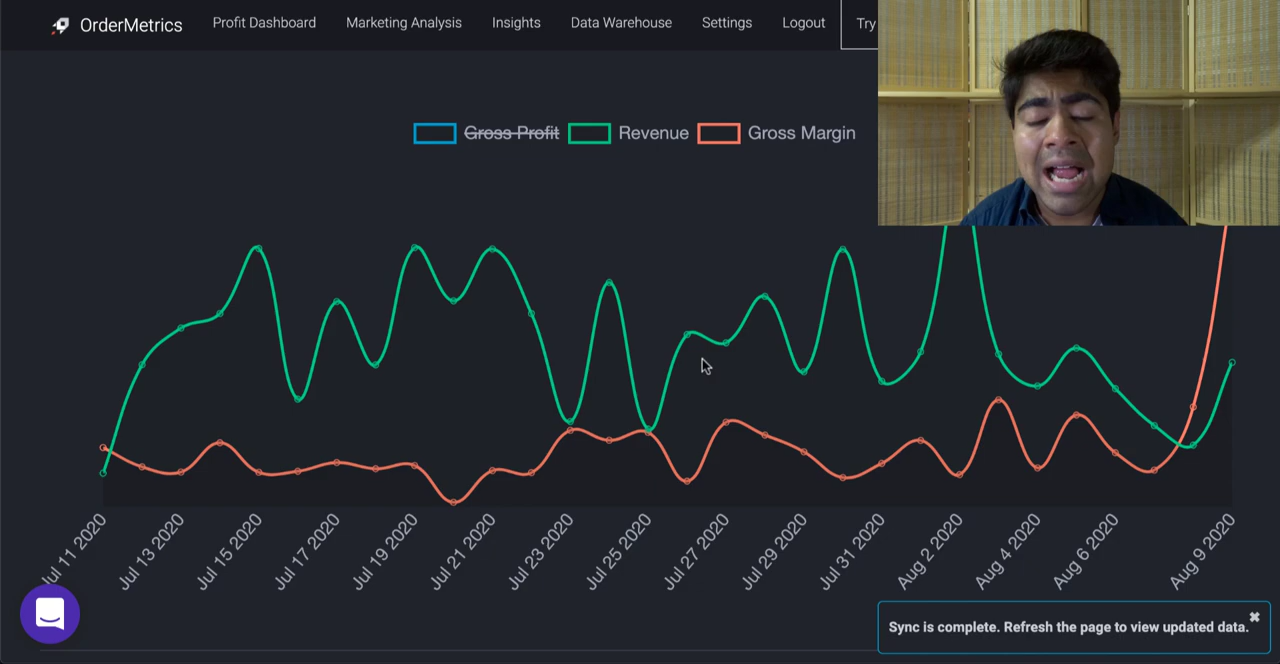 OrderMetrics Profit Dashboard Marketing Analysis Insights Data Warehouse Settings Logout Try
Gross Profit Revenue Gross Margin
Jul 11 2020 Jul 13 2020 Jul 15 2020 Jul 17 2020 Jul 19 2020 Jul 21 2020 Jul 23 2020 Jul 25 2020 Jul 27 2020 Jul 29 2020 Jul 31 2020 Aug 2 2020 Aug 4 2020 Aug 6 2020 Aug 9 2020
Sync is complete. Refresh the page to view updated data.